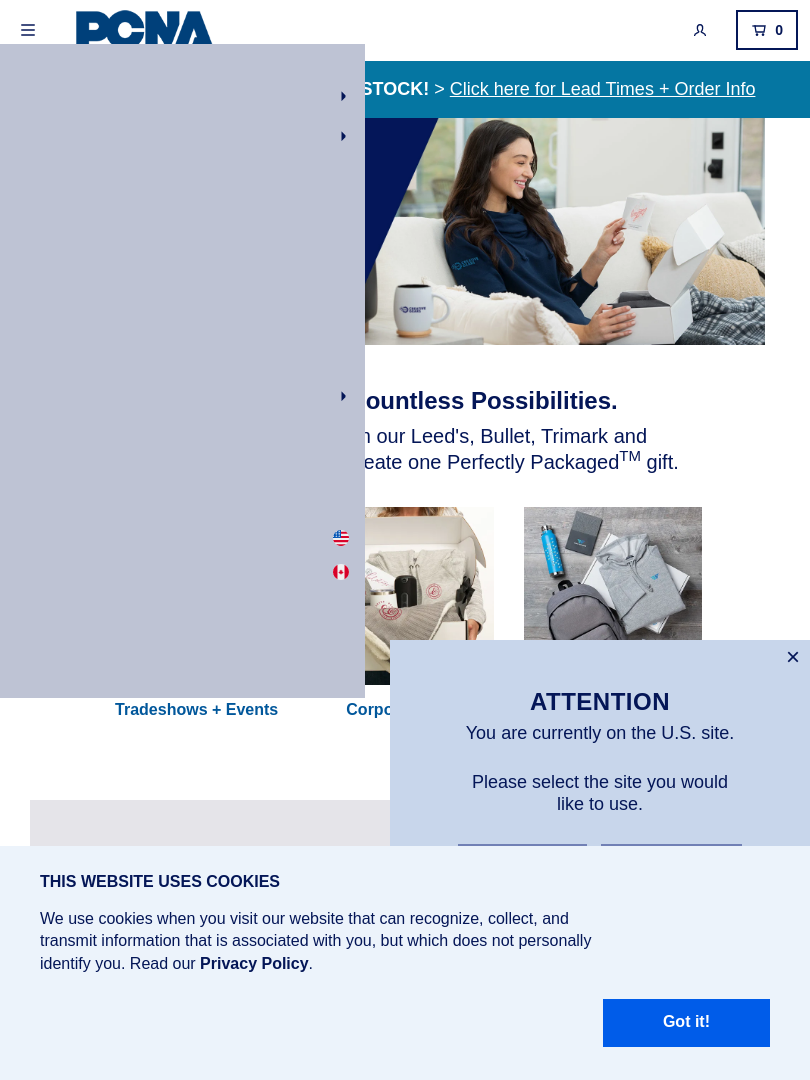 PCNA
0
STOCK! > Click here for Lead Times + Order Info
ountless Possibilities.
n our Leed's, Bullet, Trimark and
eate one Perfectly Packaged™ gift.
Tradeshows + Events
Corpo
ATTENTION
You are currently on the U.S. site.
Please select the site you would
like to use.
THIS WEBSITE USES COOKIES
We use cookies when you visit our website that can recognize, collect, and
transmit information that is associated with you, but which does not personally
identify you. Read our Privacy Policy.
Got it!